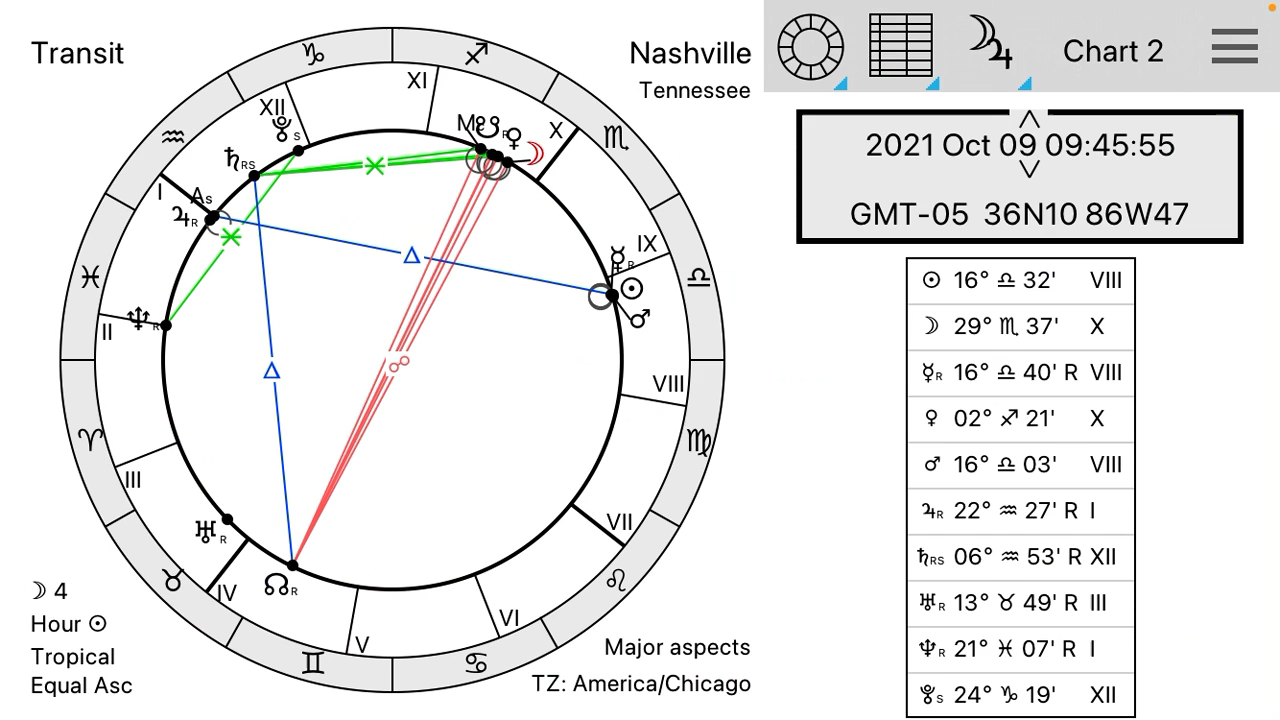 Transit
Nashville
Tennessee
Chart 2
2021 Oct 09 09:45:55
GMT-05 36N10 86W47
☉ 16° ♎ 32' VIII
☽ 29° ♏ 37' X
☿R 16° ♎ 40' R VIII
♀ 02° ♐ 21' X
♂ 16° ♎ 03' VIII
♃R 22° ♒ 27' R I
♄RS 06° ♒ 53' R XII
♅R 13° ♉ 49' R III
♆R 21° ♓ 07' R I
⯓S 24° ♑ 19' XII
XI
XII
X
M
As
I
IX
II
VIII
III
VII
IV
VI
V
☽ 4
Hour ☉
Tropical
Equal Asc
Major aspects
TZ: America/Chicago